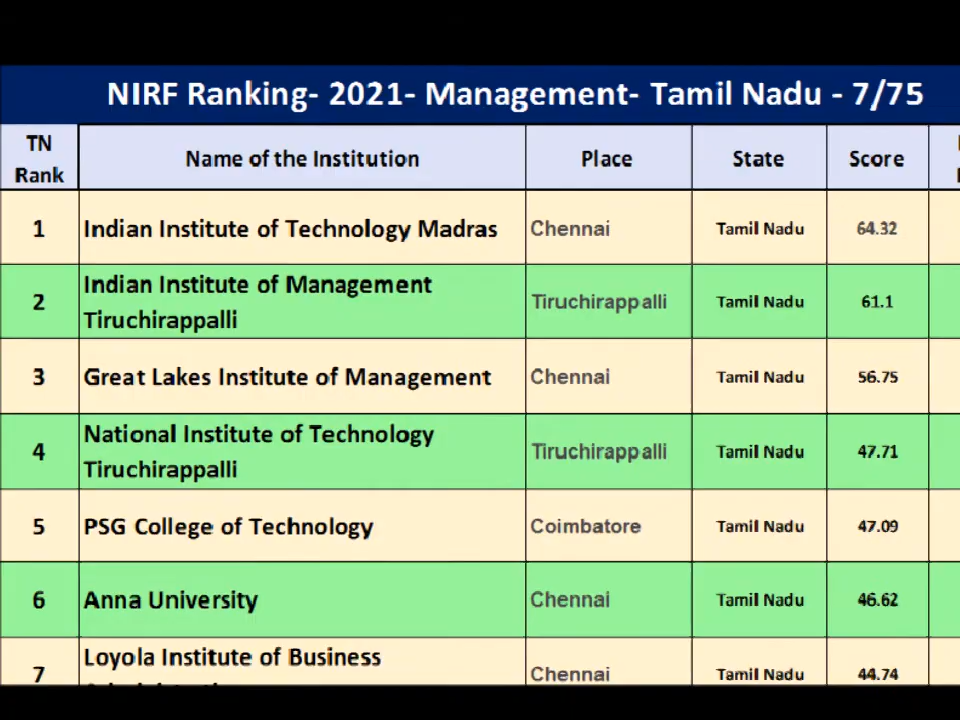 NIRF Ranking- 2021- Management- Tamil Nadu - 7/75
TN Rank Name of the Institution Place State Score
1 Indian Institute of Technology Madras Chennai Tamil Nadu 64.32
2 Indian Institute of Management Tiruchirappalli Tiruchirappalli Tamil Nadu 61.1
3 Great Lakes Institute of Management Chennai Tamil Nadu 56.75
4 National Institute of Technology Tiruchirappalli Tiruchirappalli Tamil Nadu 47.71
5 PSG College of Technology Coimbatore Tamil Nadu 47.09
6 Anna University Chennai Tamil Nadu 46.62
7 Loyola Institute of Business Chennai Tamil Nadu 44.74